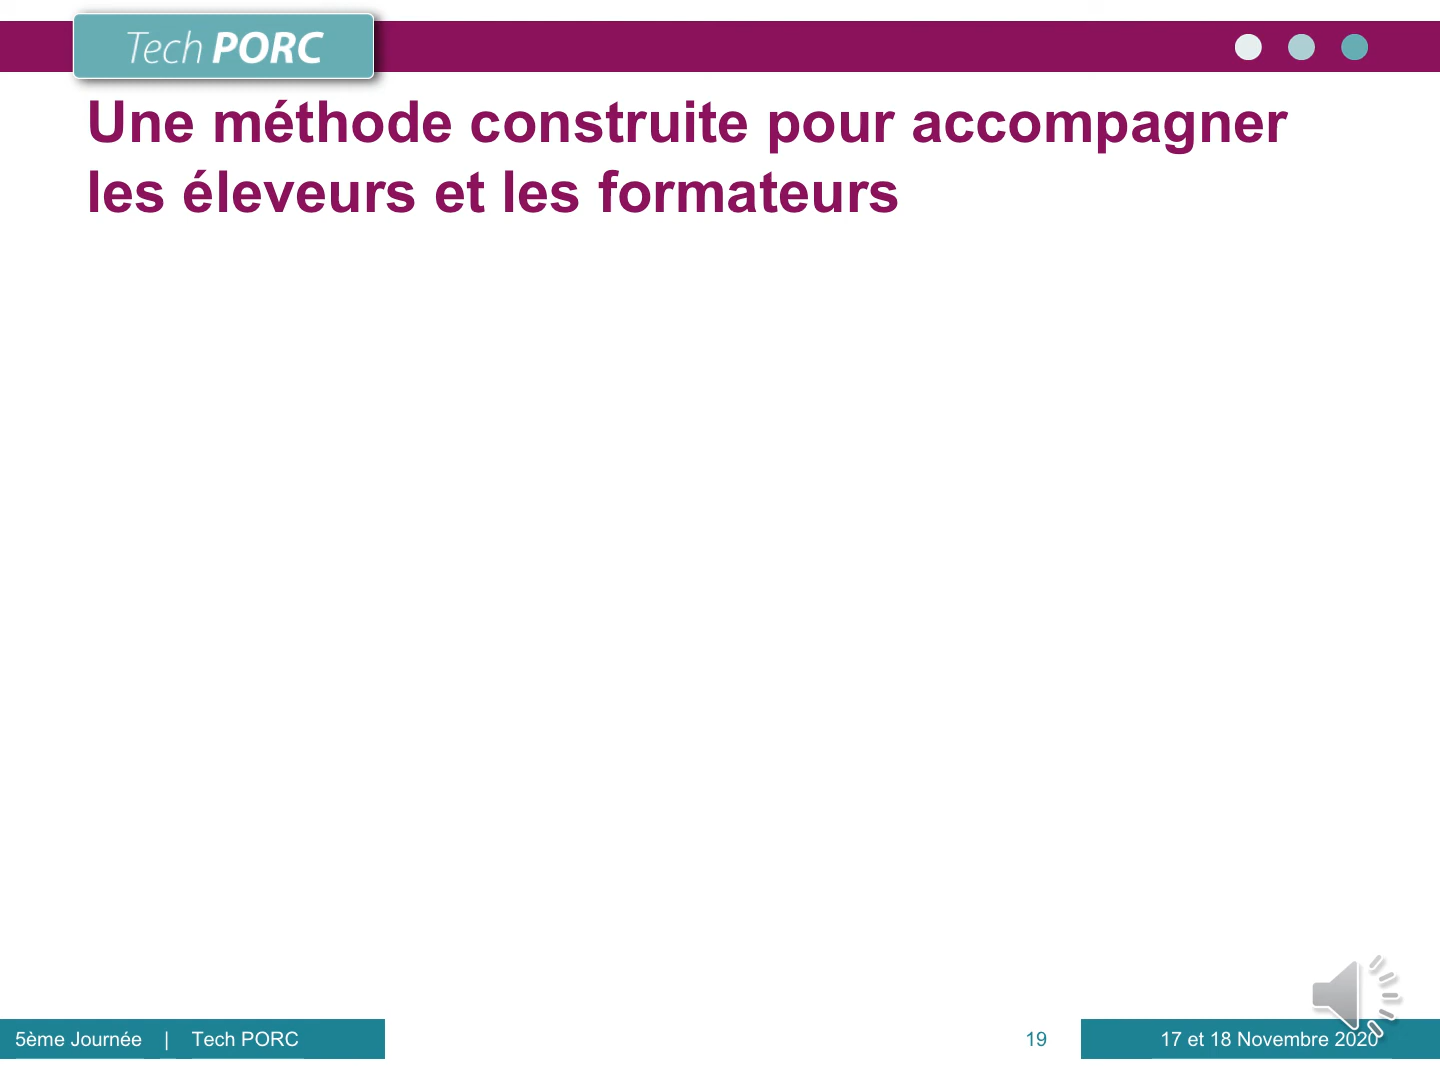 Tech PORC
Une méthode construite pour accompagner
les éleveurs et les formateurs
5ème Journée | Tech PORC
19
17 et 18 Novembre 2020